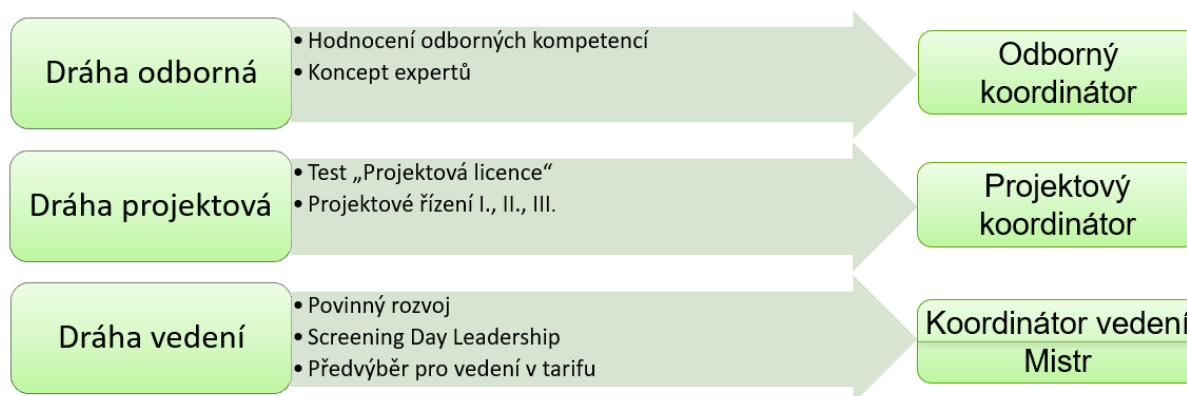 Dráha odborná
• Hodnocení odborných kompetencí
• Koncept expertů
Odborný
koordinátor
Dráha projektová
• Test „Projektová licence“
• Projektové řízení I., II., III.
Projektový
koordinátor
Dráha vedení
• Povinný rozvoj
• Screening Day Leadership
• Předvýběr pro vedení v tarifu
Koordinátor vedení
Mistr